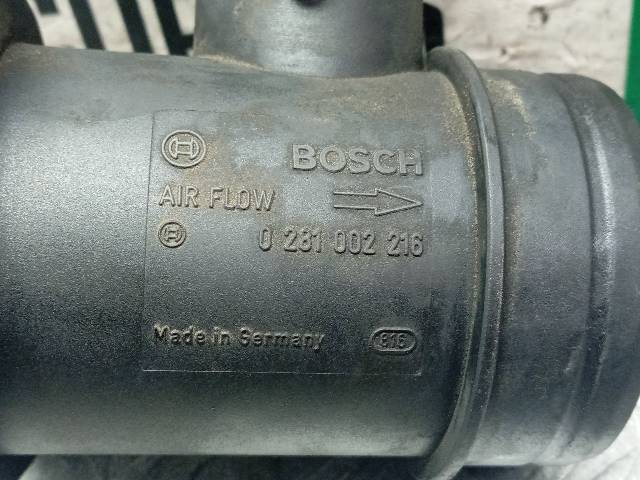 BOSCH
AIR FLOW
0 281 002 216
Made in Germany 816